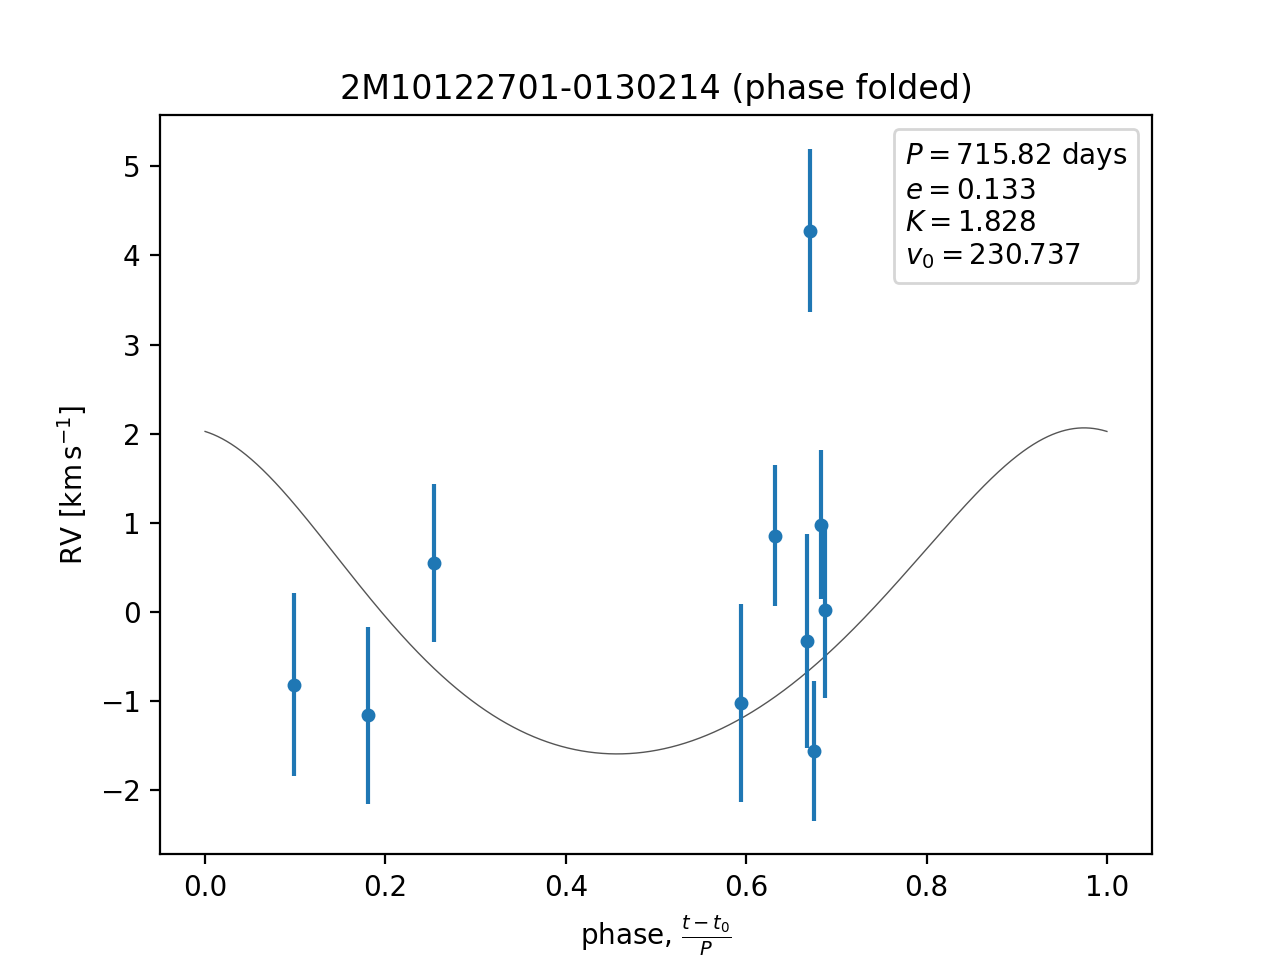 2M10122701-0130214 (phase folded)
P = 715.82 days
e = 0.133
K = 1.828
v₀ = 230.737
RV [km s⁻¹]
5
4
3
2
1
0
−1
−2
0.0 0.2 0.4 0.6 0.8 1.0
phase, (t − t₀)/P